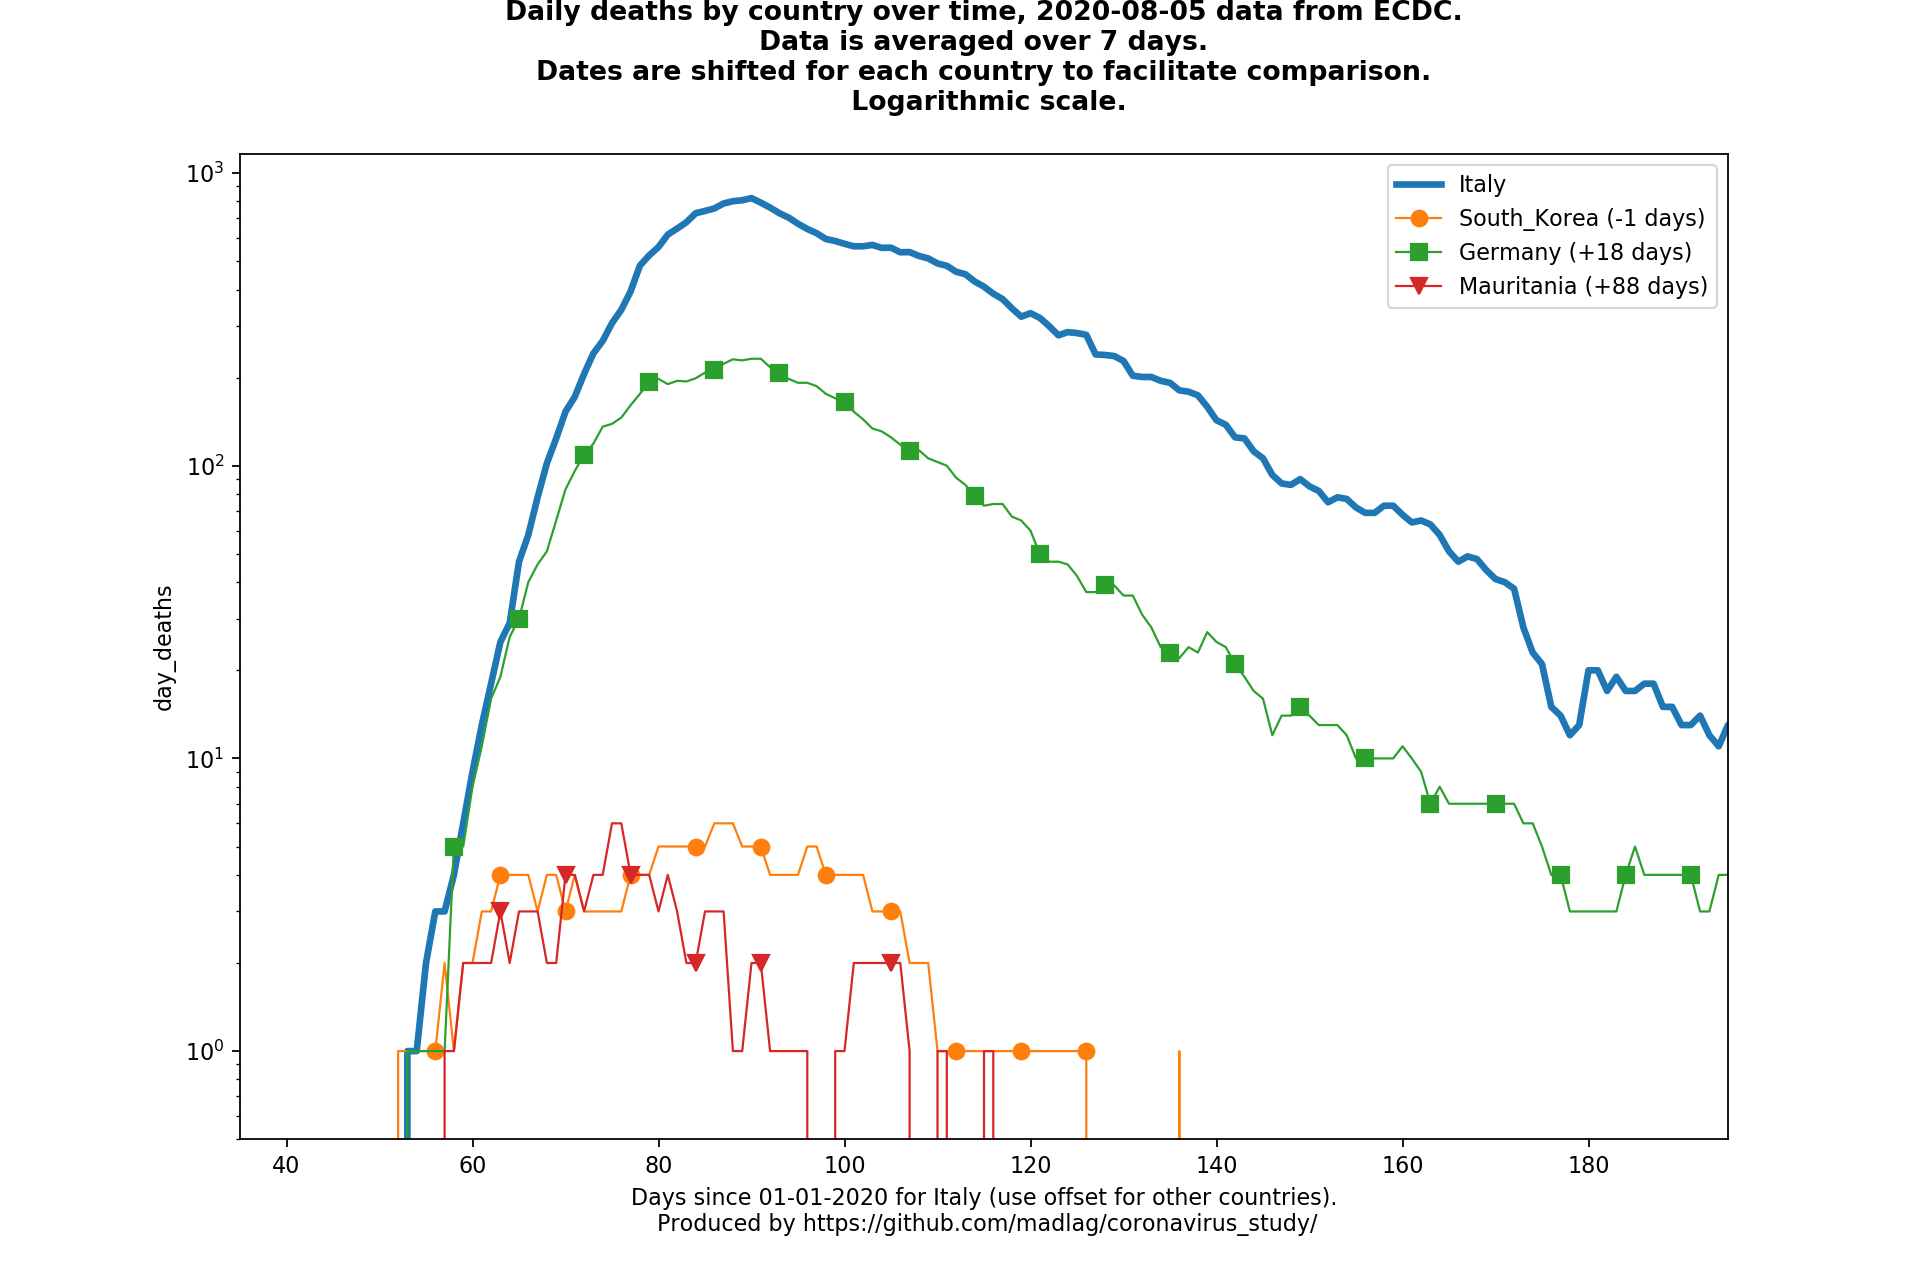 Daily deaths by country over time, 2020-08-05 data from ECDC.
Data is averaged over 7 days.
Dates are shifted for each country to facilitate comparison.
Logarithmic scale.
10³
10²
10¹
10⁰
day_deaths
Italy
South_Korea (-1 days)
Germany (+18 days)
Mauritania (+88 days)
40 60 80 100 120 140 160 180
Days since 01-01-2020 for Italy (use offset for other countries).
Produced by https://github.com/madlag/coronavirus_study/